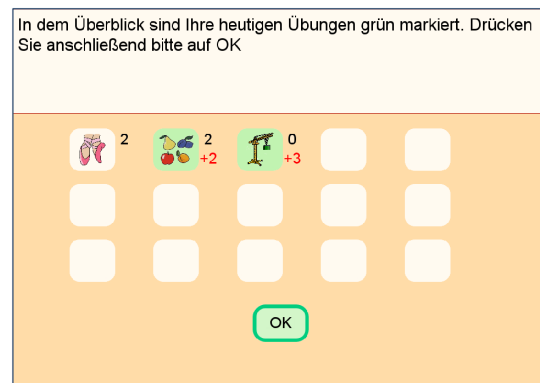 In dem Überblick sind Ihre heutigen Übungen grün markiert. Drücken
Sie anschließend bitte auf OK
2 2 0
+2 +3
OK